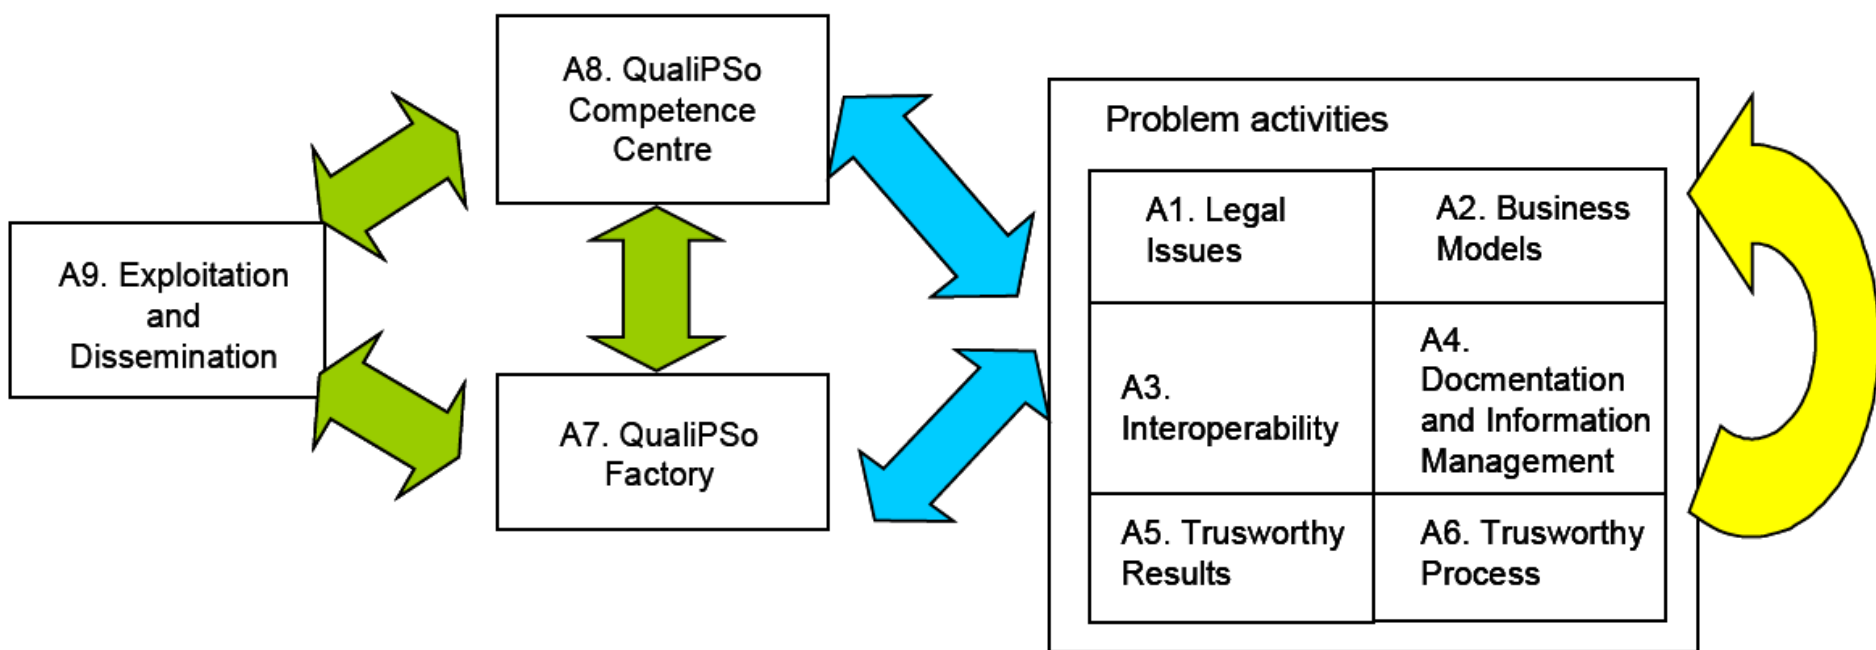 A8. QualiPSo
Competence
Centre
A9. Exploitation
and
Dissemination
A7. QualiPSo
Factory
Problem activities
A1. Legal
Issues
A2. Business
Models
A3.
Interoperability
A4.
Docmentation
and Information
Management
A5. Trusworthy
Results
A6. Trusworthy
Process